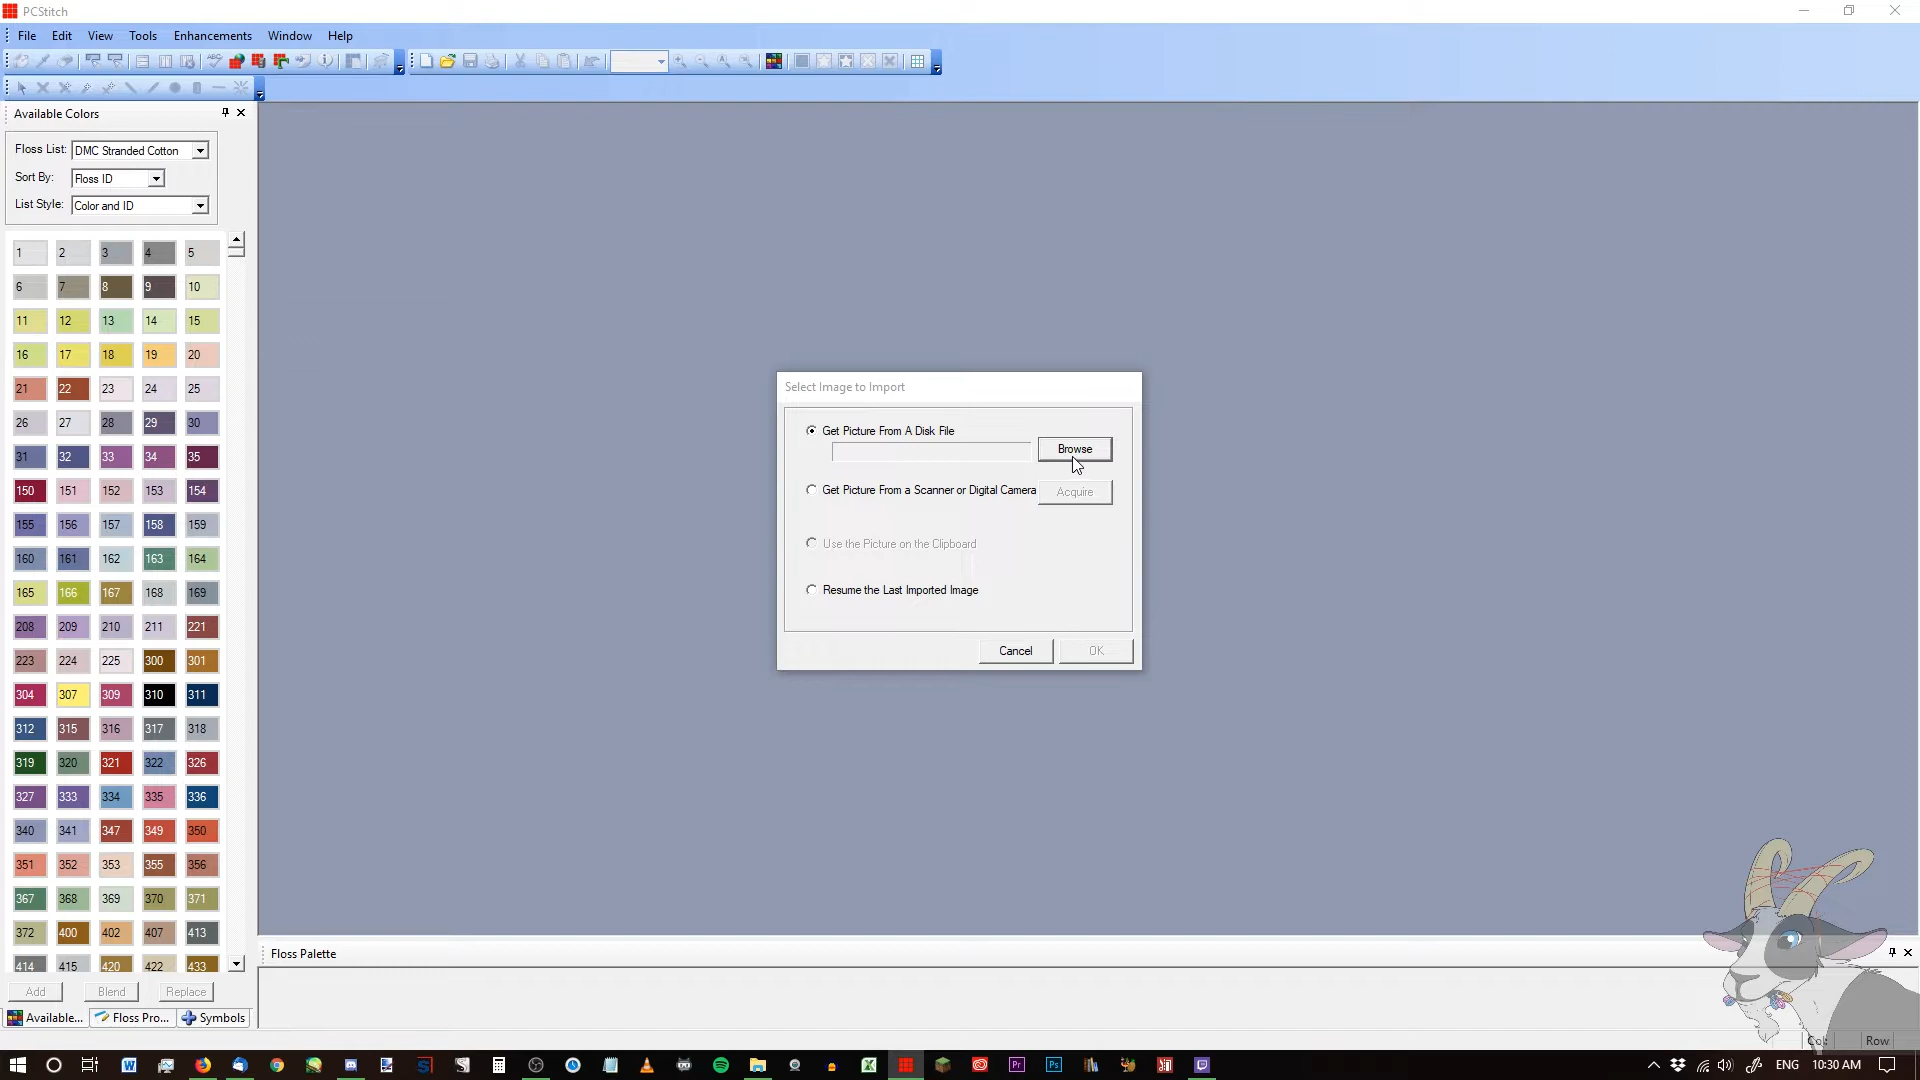 PCStitch
File Edit View Tools Enhancements Window Help
Available Colors
Floss List: DMC Stranded Cotton
Sort By: Floss ID
List Style: Color and ID
1 2 3 4 5
6 7 8 9 10
11 12 13 14 15
16 17 18 19 20
21 22 23 24 25
26 27 28 29 30
31 32 33 34 35
150 151 152 153 154
155 156 157 158 159
160 161 162 163 164
165 166 167 168 169
208 209 210 211 221
223 224 225 300 301
304 307 309 310 311
312 315 316 317 318
319 320 321 322 326
327 333 334 335 336
340 341 347 349 350
351 352 353 355 356
367 368 369 370 371
372 400 402 407 413
414 415 420 422 433
Add Blend Replace
Available... Floss Pro... Symbols
Select Image to Import
Get Picture From A Disk File
Browse
Get Picture From a Scanner or Digital Camera Acquire
Use the Picture on the Clipboard
Resume the Last Imported Image
Cancel OK
Floss Palette
Col: Row:
ENG 10:30 AM